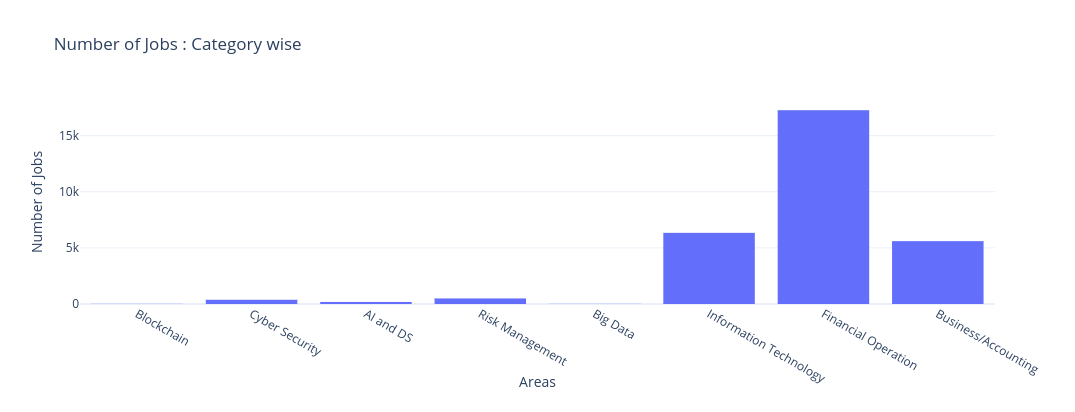 Number of Jobs : Category wise
Number of Jobs
15k
10k
5k
0
Blockchain
Cyber Security
AI and DS
Risk Management
Big Data
Information Technology
Financial Operation
Business/Accounting
Areas